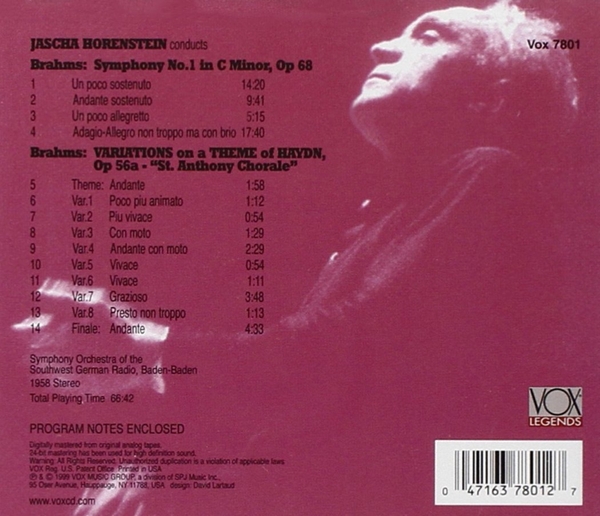 JASCHA HORENSTEIN conducts
Vox 7801
Brahms: Symphony No.1 in C Minor, Op 68
1 Un poco sostenuto 14:20
2 Andante sostenuto 9:41
3 Un poco allegretto 5:15
4 Adagio-Allegro non troppo ma con brio 17:40
Brahms: VARIATIONS on a THEME of HAYDN,
Op 56a - "St. Anthony Chorale"
5 Theme: Andante 1:58
6 Var.1 Poco piu animato 1:12
7 Var.2 Piu vivace 0:54
8 Var.3 Con moto 1:29
9 Var.4 Andante con moto 2:29
10 Var.5 Vivace 0:54
11 Var.6 Vivace 1:11
12 Var.7 Grazioso 3:48
13 Var.8 Presto non troppo 1:13
14 Finale: Andante 4:33
Symphony Orchestra of the
Southwest German Radio, Baden-Baden
1958 Stereo
Total Playing Time 66:42
PROGRAM NOTES ENCLOSED
Digitally mastered from original analog tapes.
24-bit mastering has been used for high definition sound.
Warning: All Rights Reserved. Unauthorized duplication is a violation of applicable laws
VOX Reg. U.S. Patent Office. Printed in USA
℗ & © 1999 VOX MUSIC GROUP, a division of SPJ Music Inc.,
85 Oser Avenue, Hauppauge, NY 11788, USA. design: David Lartaud
www.voxcd.com
VOX
LEGENDS
0 47163 78012 7